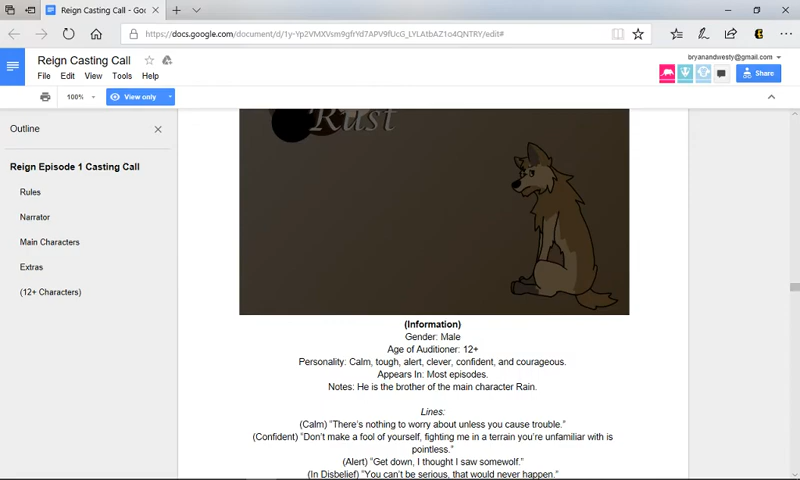 Reign Casting Call - Goo
https://docs.google.com/document/d/1y-Yp2VMXVsm9gfrYd7APV9fUcG_LYLAtbAZ1o4QNTRY/edit#
Reign Casting Call
bryanandwesty@gmail.com
File Edit View Tools Help
Share
100% View only
Outline
Reign Episode 1 Casting Call
Rules
Narrator
Main Characters
Extras
(12+ Characters)
Rust
(Information)
Gender: Male
Age of Auditioner: 12+
Personality: Calm, tough, alert, clever, confident, and courageous.
Appears In: Most episodes.
Notes: He is the brother of the main character Rain.
Lines:
(Calm) "There's nothing to worry about unless you cause trouble."
(Confident) "Don't make a fool of yourself, fighting me in a terrain you're unfamiliar with is
pointless."
(Alert) "Get down, I thought I saw somewolf."
(In Disbelief) "You can't be serious, that would never happen."